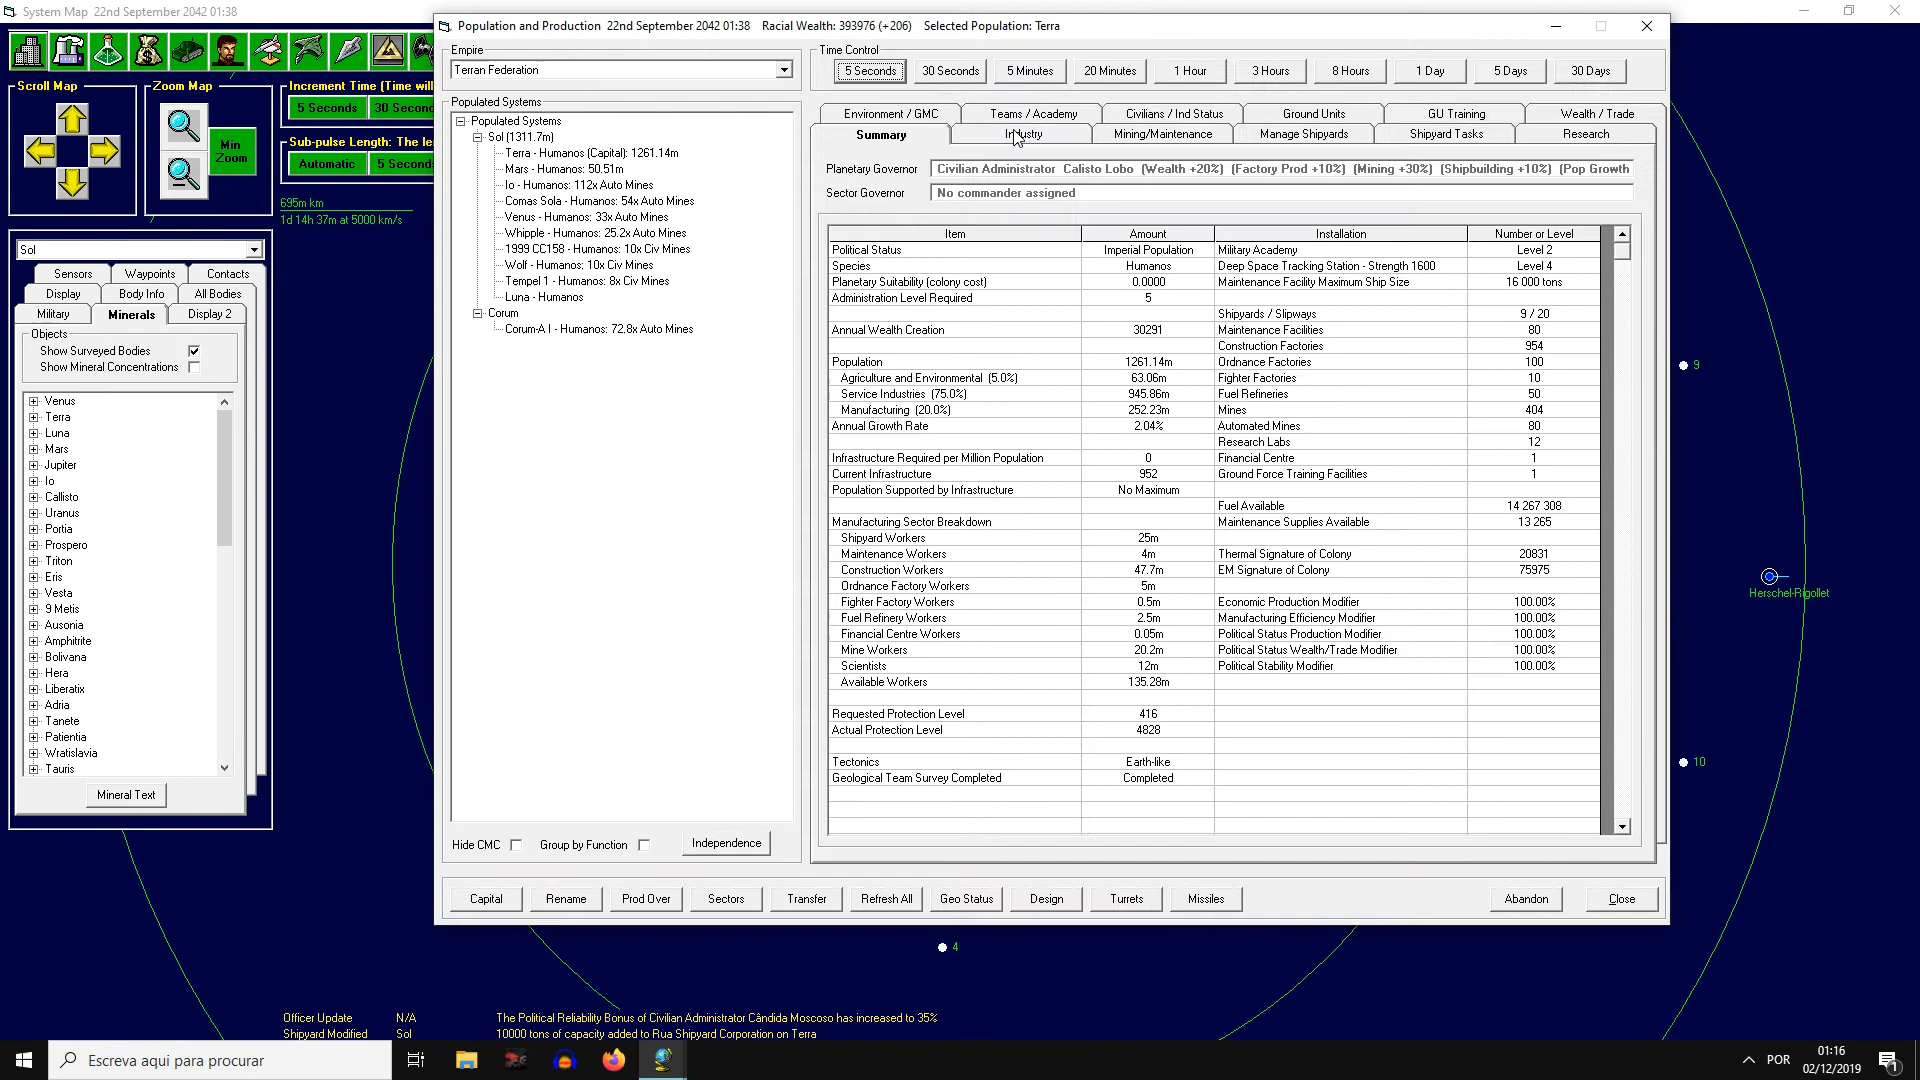 System Map  22nd September 2042 01:38
Scroll Map
Zoom Map
Min
Zoom
Increment Time (Time will
5 Seconds
30 Secon
Sub-pulse Length: The le
Automatic
5 Second
695m km
1d 14h 37m at 5000 km/s
Sol
Sensors
Waypoints
Contacts
Display
Body Info
All Bodies
Military
Minerals
Display 2
Objects
Show Surveyed Bodies
Show Mineral Concentrations
Venus
Terra
Luna
Mars
Jupiter
Io
Callisto
Uranus
Portia
Prospero
Triton
Eris
Vesta
9 Metis
Ausonia
Amphitrite
Bolivana
Hera
Liberatix
Adria
Tanete
Patientia
Wratislavia
Tauris
Mineral Text
Population and Production  22nd September 2042 01:38  Racial Wealth: 393976 (+206)  Selected Population: Terra
Empire
Terran Federation
Populated Systems
Populated Systems
Sol (1311.7m)
Terra - Humanos (Capital): 1261.14m
Mars - Humanos: 50.51m
Io - Humanos: 112x Auto Mines
Comas Sola - Humanos: 54x Auto Mines
Venus - Humanos: 33x Auto Mines
Whipple - Humanos: 25.2x Auto Mines
1999 CC158 - Humanos: 10x Civ Mines
Wolf - Humanos: 10x Civ Mines
Tempel 1 - Humanos: 8x Civ Mines
Luna - Humanos
Corum
Corum-A I - Humanos: 72.8x Auto Mines
Hide CMC
Group by Function
Independence
Time Control
5 Seconds
30 Seconds
5 Minutes
20 Minutes
1 Hour
3 Hours
8 Hours
1 Day
5 Days
30 Days
Environment / GMC
Teams / Academy
Civilians / Ind Status
Ground Units
GU Training
Wealth / Trade
Summary
Industry
Mining/Maintenance
Manage Shipyards
Shipyard Tasks
Research
Planetary Governor
Civilian Administrator  Calisto Lobo  (Wealth +20%)  (Factory Prod +10%)  (Mining +30%)  (Shipbuilding +10%)  (Pop Growth
Sector Governor
No commander assigned
Item Amount Installation Number or Level
Political Status Imperial Population Military Academy Level 2
Species Humanos Deep Space Tracking Station - Strength 1600 Level 4
Planetary Suitability (colony cost) 0.0000 Maintenance Facility Maximum Ship Size 16 000 tons
Administration Level Required 5
Shipyards / Slipways 9 / 20
Annual Wealth Creation 30291 Maintenance Facilities 80
Construction Factories 954
Population 1261.14m Ordnance Factories 100
Agriculture and Environmental (5.0%) 63.06m Fighter Factories 10
Service Industries (75.0%) 945.86m Fuel Refineries 50
Manufacturing (20.0%) 252.23m Mines 404
Annual Growth Rate 2.04% Automated Mines 80
Research Labs 12
Infrastructure Required per Million Population 0 Financial Centre 1
Current Infrastructure 952 Ground Force Training Facilities 1
Population Supported by Infrastructure No Maximum
Fuel Available 14 267 308
Manufacturing Sector Breakdown Maintenance Supplies Available 13 265
Shipyard Workers 25m
Maintenance Workers 4m Thermal Signature of Colony 20831
Construction Workers 47.7m EM Signature of Colony 75975
Ordnance Factory Workers 5m
Fighter Factory Workers 0.5m Economic Production Modifier 100.00%
Fuel Refinery Workers 2.5m Manufacturing Efficiency Modifier 100.00%
Financial Centre Workers 0.05m Political Status Production Modifier 100.00%
Mine Workers 20.2m Political Status Wealth/Trade Modifier 100.00%
Scientists 12m Political Stability Modifier 100.00%
Available Workers 135.28m
Requested Protection Level 416
Actual Protection Level 4828
Tectonics Earth-like
Geological Team Survey Completed Completed
Capital
Rename
Prod Over
Sectors
Transfer
Refresh All
Geo Status
Design
Turrets
Missiles
Abandon
Close
9
Herschel-Rigollet
10
4
Officer Update N/A The Political Reliability Bonus of Civilian Administrator Cândida Moscoso has increased to 35%
Shipyard Modified Sol 10000 tons of capacity added to Rua Shipyard Corporation on Terra
Escreva aqui para procurar
POR
01:16
02/12/2019
1